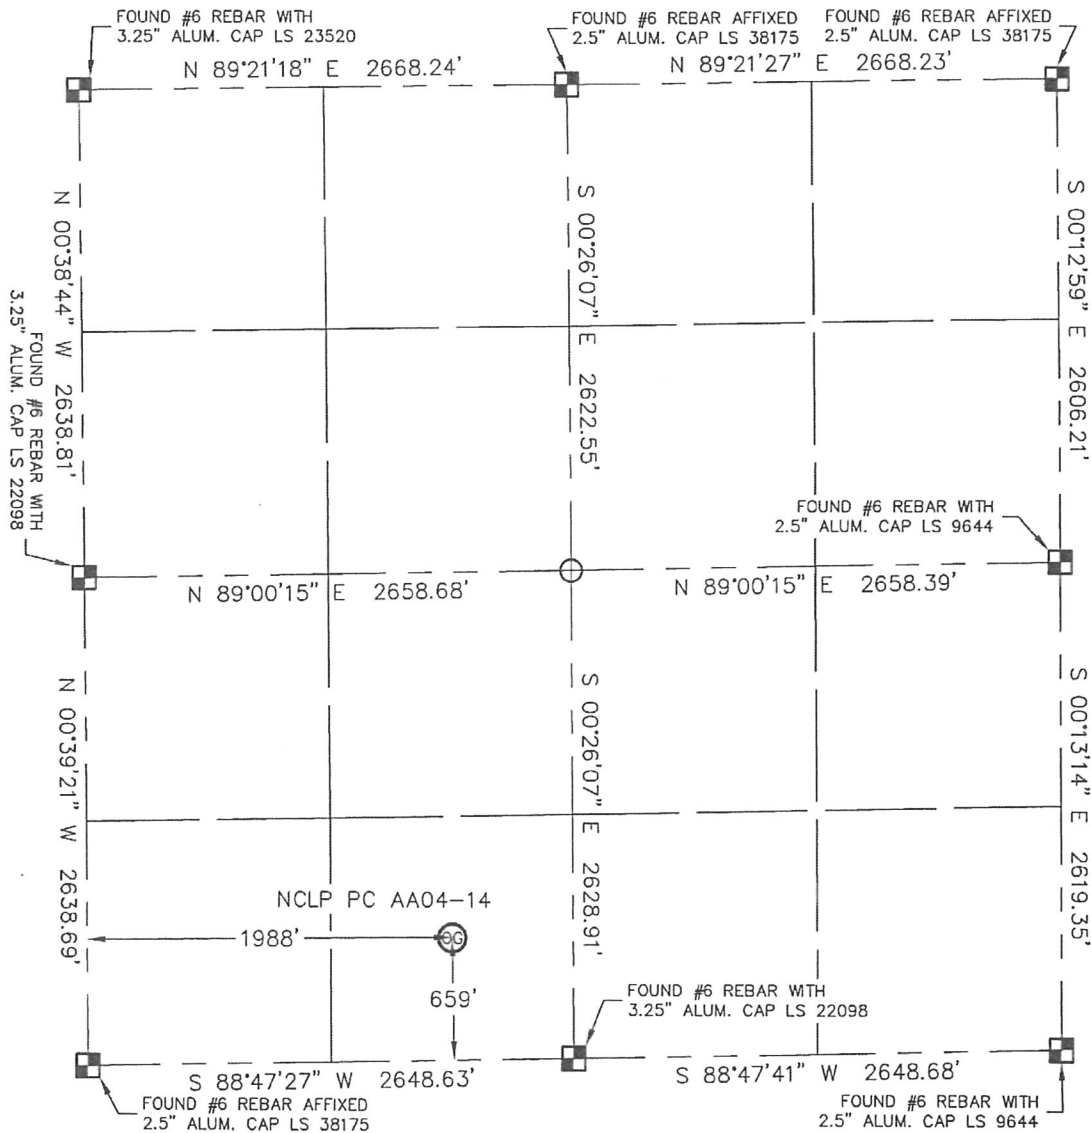 FOUND #6 REBAR WITH
3.25" ALUM. CAP LS 23520
FOUND #6 REBAR AFFIXED
2.5" ALUM. CAP LS 38175
FOUND #6 REBAR AFFIXED
2.5" ALUM. CAP LS 38175
N 89°21'18" E 2668.24'
N 89°21'27" E 2668.23'
N 00°38'44" W 2638.81'
S 00°26'07" E 2622.55'
S 00°12'59" E 2606.21'
FOUND #6 REBAR WITH
3.25" ALUM. CAP LS 22098
FOUND #6 REBAR WITH
2.5" ALUM. CAP LS 9644
N 89°00'15" E 2658.68'
N 89°00'15" E 2658.39'
N 00°39'21" W 2638.69'
S 00°26'07" E 2628.91'
S 00°13'14" E 2619.35'
NCLP PC AA04-14
1988'
OG
659'
FOUND #6 REBAR WITH
3.25" ALUM. CAP LS 22098
S 88°47'27" W 2648.63'
S 88°47'41" W 2648.68'
FOUND #6 REBAR AFFIXED
2.5" ALUM. CAP LS 38175
FOUND #6 REBAR WITH
2.5" ALUM. CAP LS 9644